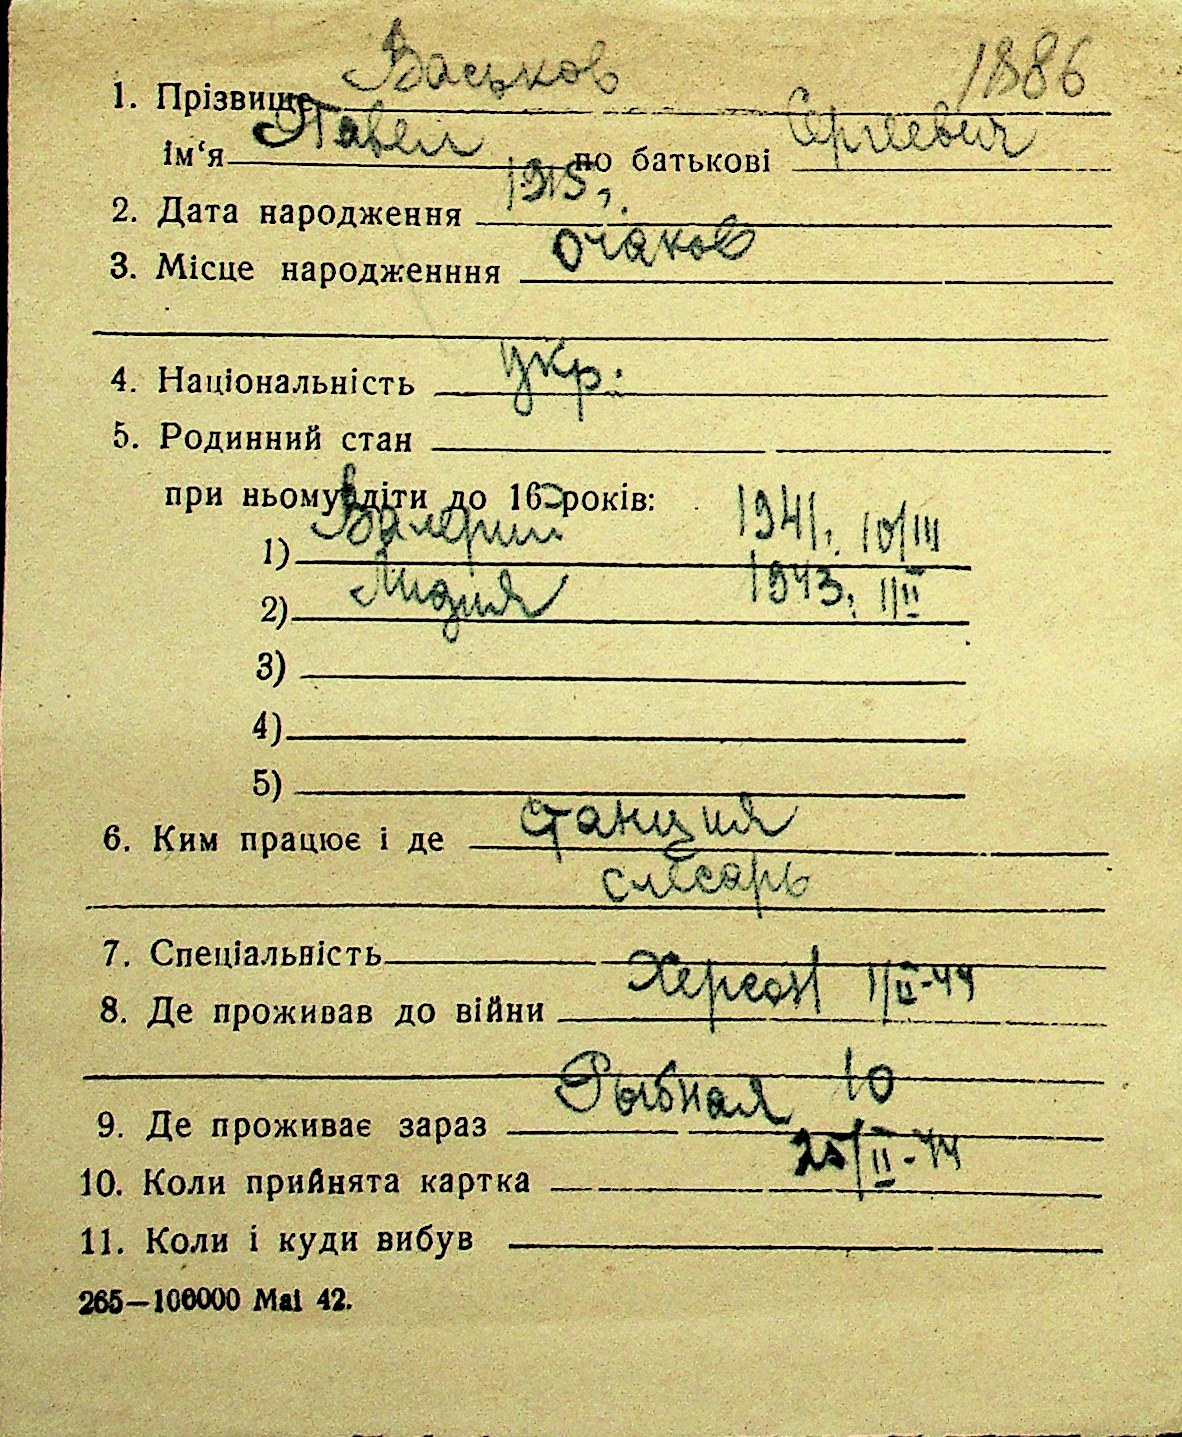 1. Прізвище Васьков 1886
ім‘я Павел по батькові Сергеевич
2. Дата народження 1915,.
3. Місце народженння Очаков
4. Національність укр.
5. Родинний стан
при ньому діти до 16 років:
1) Валерий 1941, 10/III
2) Лидия 1943, 1/II
3)
4)
5)
6. Ким працює і де Станция
слесарь
7. Спеціальність
8. Де проживав до війни Херсон 1/II-44
9. Де проживає зараз Рыбная 10
10. Коли прийнята картка /II-44
11. Коли і куди вибув
265—100000 Mai 42.